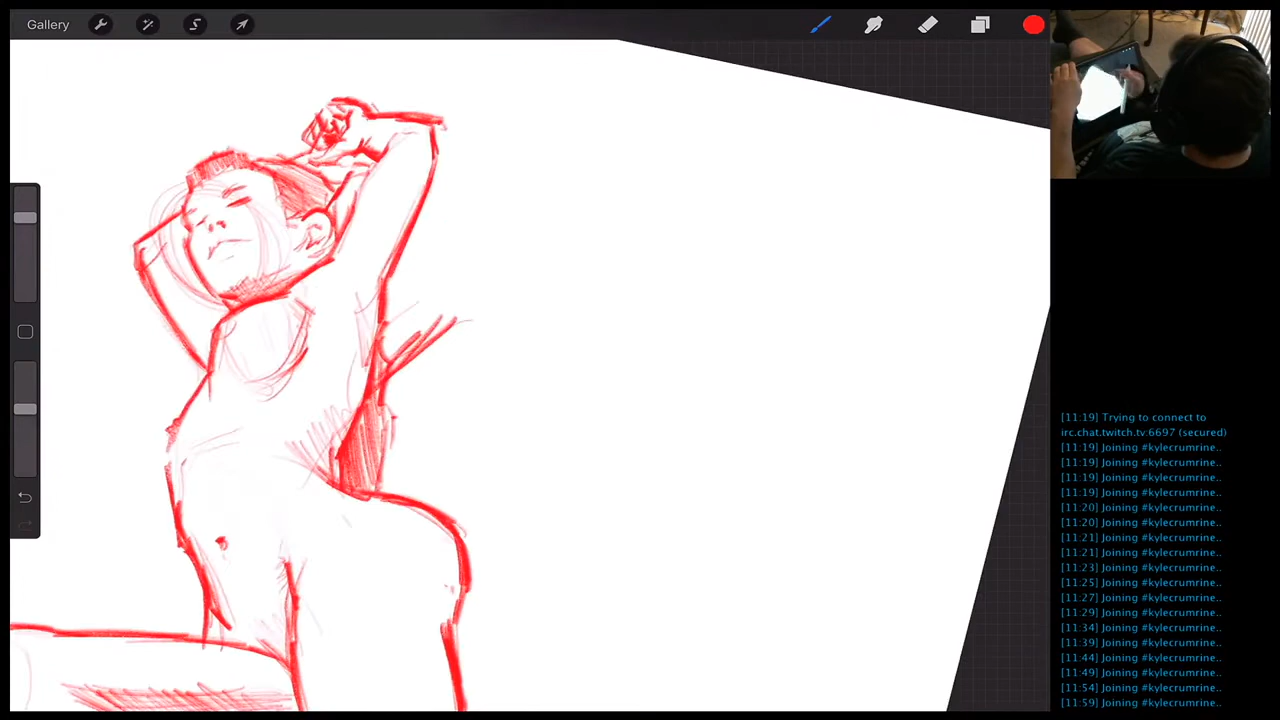 Gallery
[11:19] Trying to connect to
irc.chat.twitch.tv:6697 (secured)
[11:19] Joining #kylecrumrine..
[11:19] Joining #kylecrumrine..
[11:19] Joining #kylecrumrine..
[11:19] Joining #kylecrumrine..
[11:20] Joining #kylecrumrine..
[11:20] Joining #kylecrumrine..
[11:21] Joining #kylecrumrine..
[11:21] Joining #kylecrumrine..
[11:23] Joining #kylecrumrine..
[11:25] Joining #kylecrumrine..
[11:27] Joining #kylecrumrine..
[11:29] Joining #kylecrumrine..
[11:34] Joining #kylecrumrine..
[11:39] Joining #kylecrumrine..
[11:44] Joining #kylecrumrine..
[11:49] Joining #kylecrumrine..
[11:54] Joining #kylecrumrine..
[11:59] Joining #kylecrumrine..